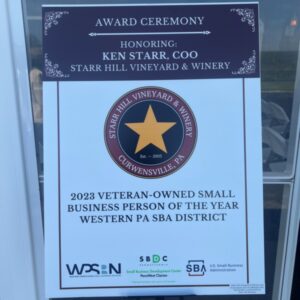 AWARD CEREMONY
HONORING:
KEN STARR, COO
STARR HILL VINEYARD & WINERY
STARR HILL VINEYARD & WINERY
CURWENSVILLE, PA
2023 VETERAN-OWNED SMALL
BUSINESS PERSON OF THE YEAR
WESTERN PA SBA DISTRICT
SBDC
WPSBN
Small Business Development Center
PennWest Clarion
SBA
U.S. Small Business
Administration